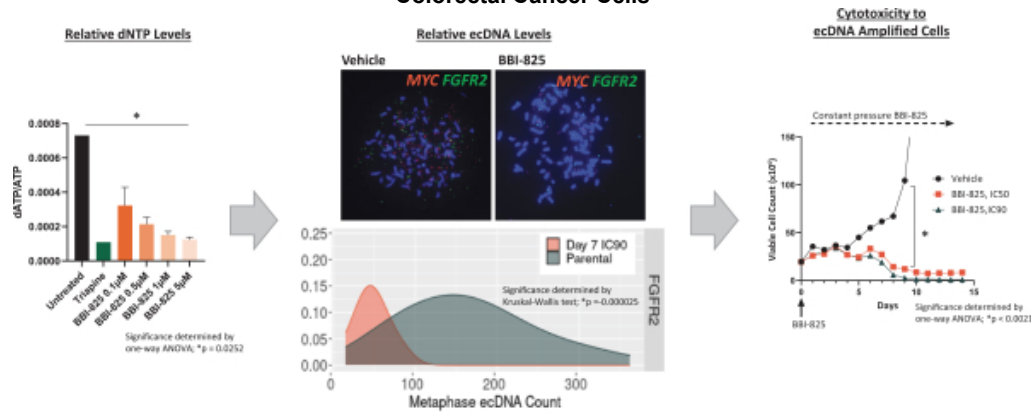 Colorectal Cancer Cells
Relative dNTP Levels
*
dATP/ATP
0.0008
0.0006
0.0004
0.0002
0.0000
Untreated
Triapine
BBI-825 0.1µM
BBI-825 0.5µM
BBI-825 1µM
BBI-825 5µM
Significance determined by
one-way ANOVA; *p = 0.0252
Relative ecDNA Levels
Vehicle
BBI-825
MYC FGFR2
MYC FGFR2
0.25
0.20
0.15
0.10
0.05
0.00
Day 7 IC90
Parental
Significance determined by
Kruskal-Wallis test; *p =-0.000025
FGFR2
0
100
200
300
Metaphase ecDNA Count
Cytotoxicity to
ecDNA Amplified Cells
Constant pressure BBI-825
Viable Cell Count (x10⁶)
150
100
50
0
Vehicle
BBI-825, IC50
BBI-825, IC90
*
0
5
10
15
Days
BBI-825
Significance determined by
one-way ANOVA; *p < 0.0021